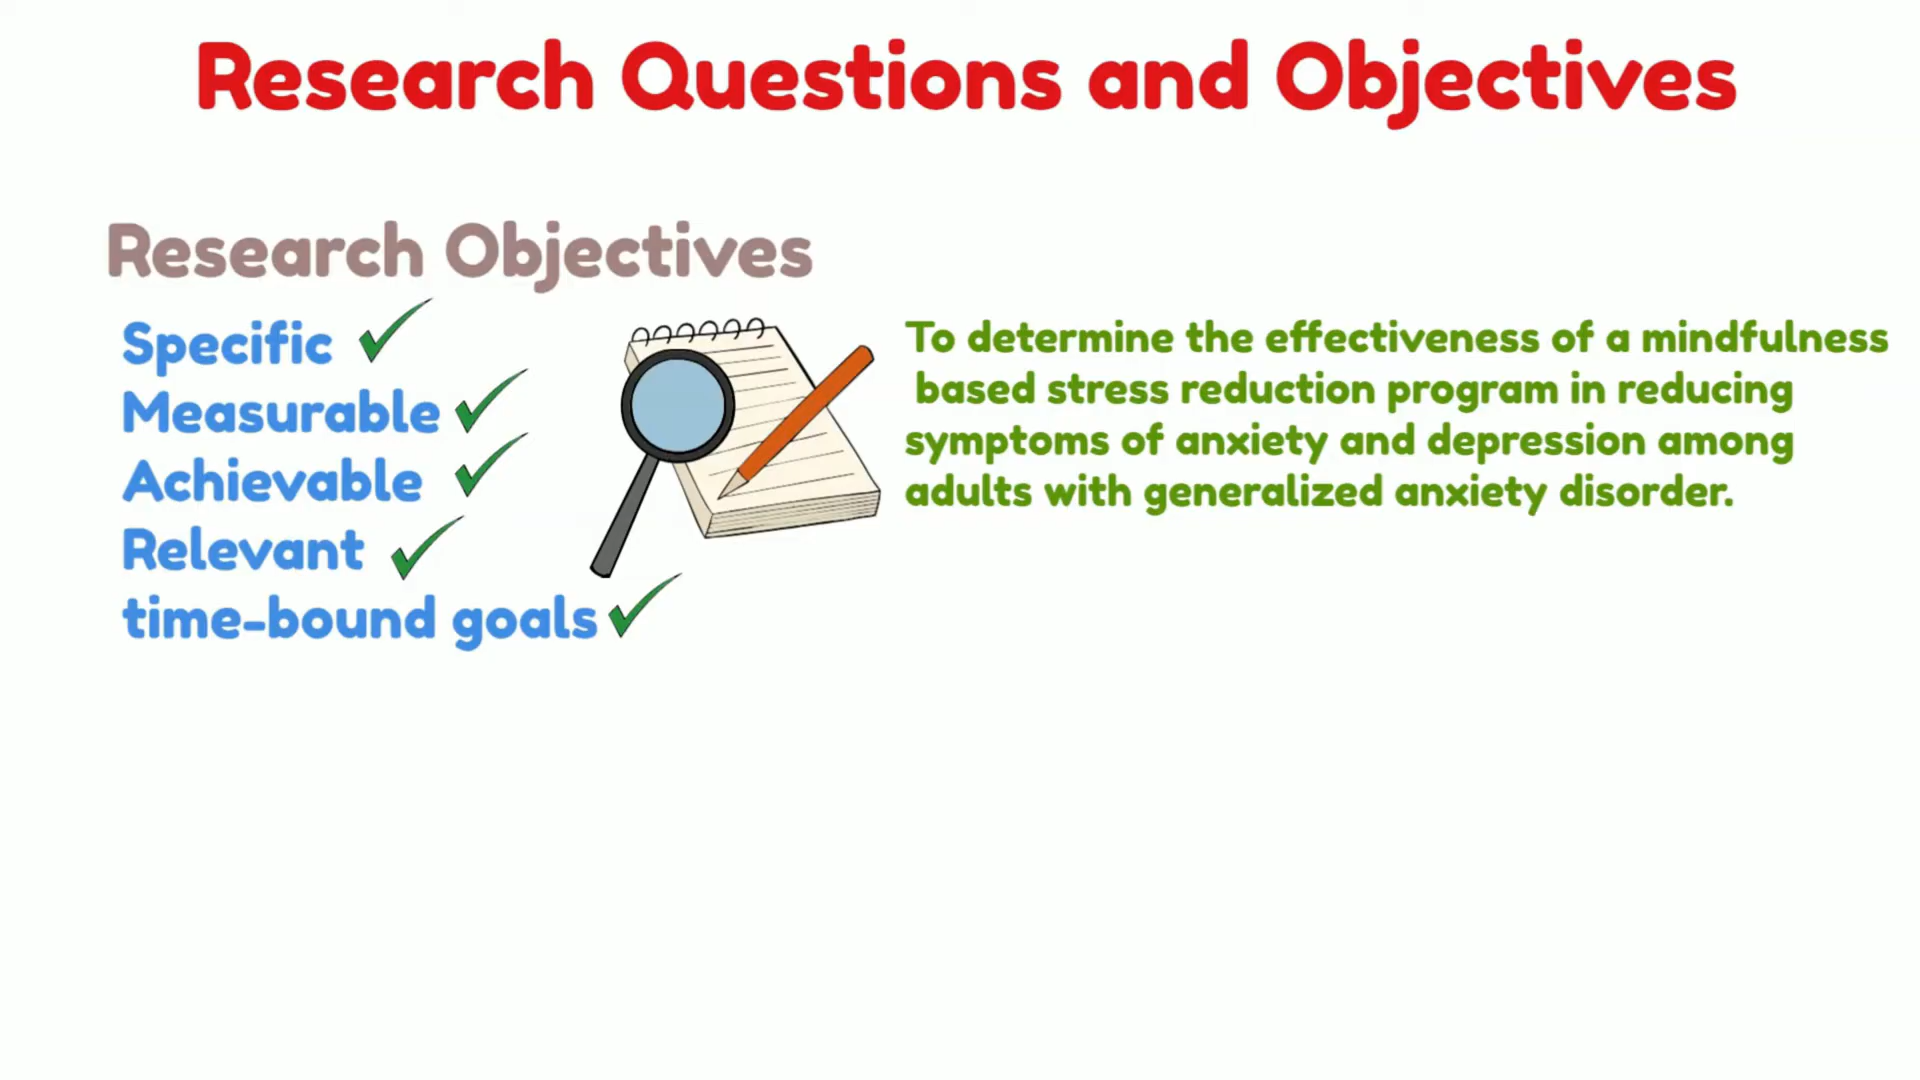 Research Questions and Objectives
Research Objectives
Specific
Measurable
Achievable
Relevant
time-bound goals
To determine the effectiveness of a mindfulness
based stress reduction program in reducing
symptoms of anxiety and depression among
adults with generalized anxiety disorder.